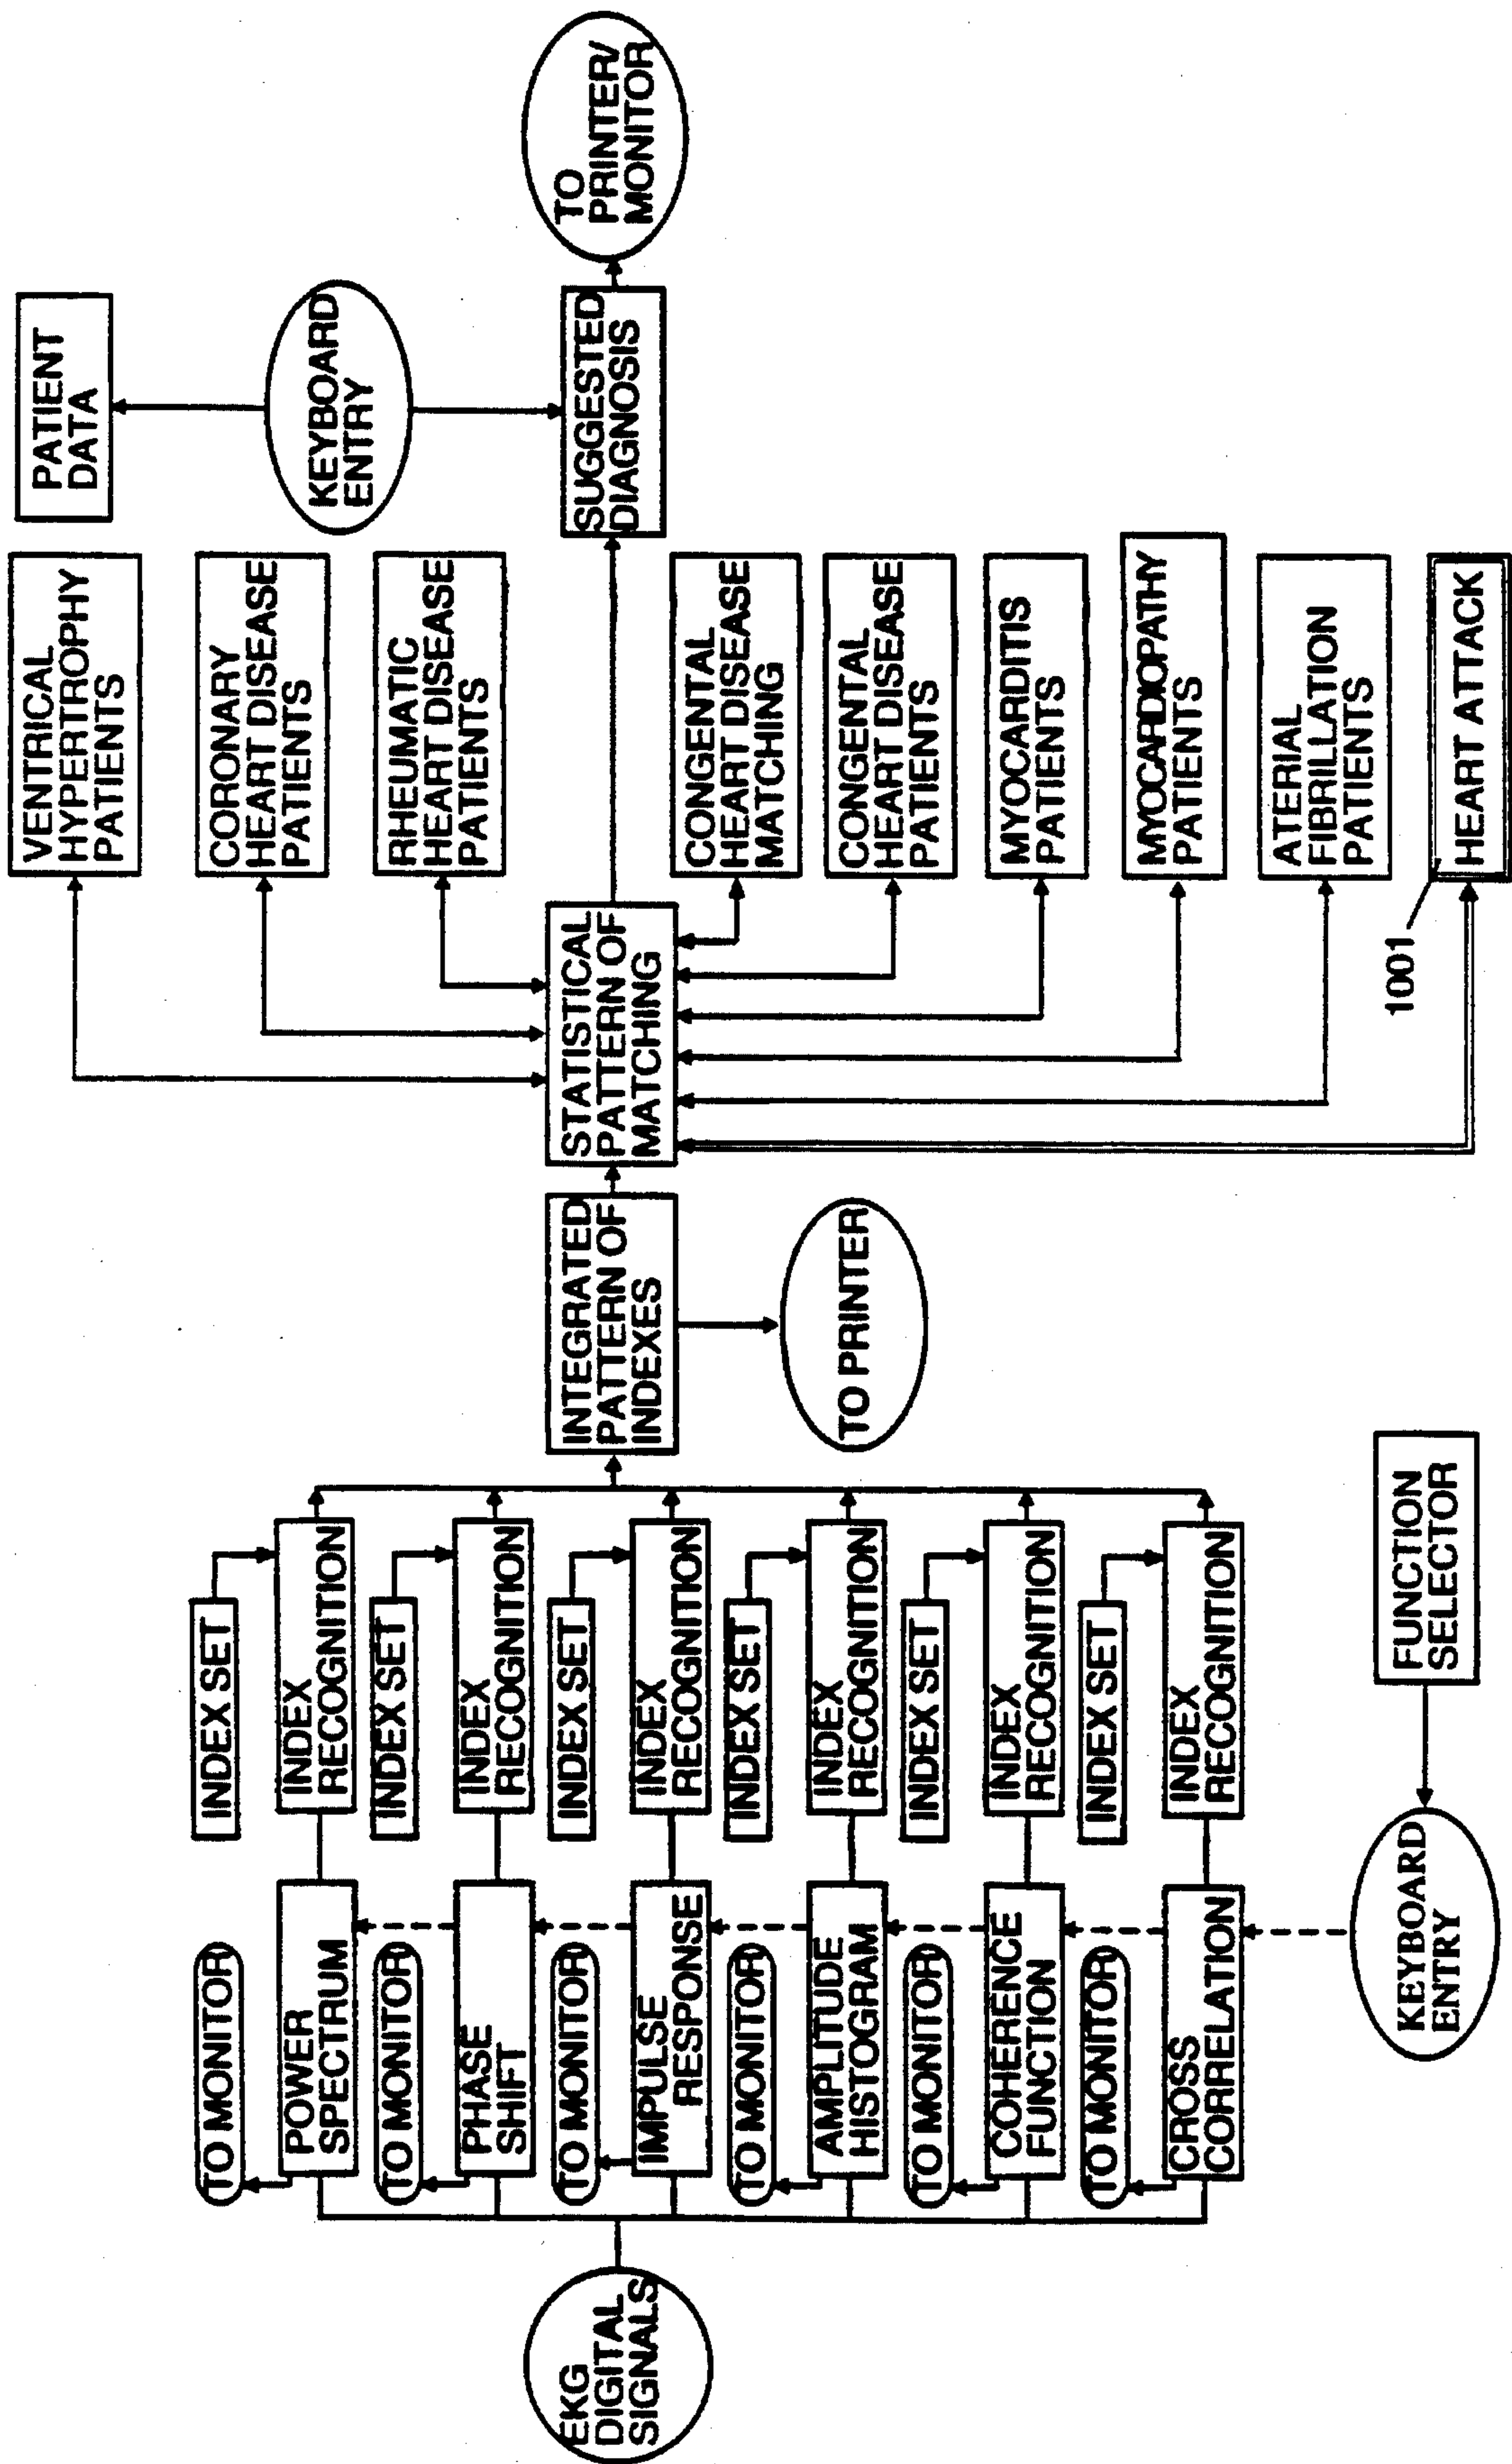 EKG
DIGITAL
SIGNALS
TO MONITOR
POWER
SPECTRUM
INDEX SET
INDEX
RECOGNITION
TO MONITOR
PHASE
SHIFT
INDEX SET
INDEX
RECOGNITION
TO MONITOR
IMPULSE
RESPONSE
INDEX SET
INDEX
RECOGNITION
TO MONITOR
AMPLITUDE
HISTOGRAM
INDEX SET
INDEX
RECOGNITION
TO MONITOR
COHERENCE
FUNCTION
INDEX SET
INDEX
RECOGNITION
TO MONITOR
CROSS
CORRELATION
INDEX SET
INDEX
RECOGNITION
KEYBOARD
ENTRY
FUNCTION
SELECTOR
INTEGRATED
PATTERN OF
INDEXES
TO PRINTER
STATISTICAL
PATTERN OF
MATCHING
VENTRICAL
HYPERTROPHY
PATIENTS
CORONARY
HEART DISEASE
PATIENTS
RHEUMATIC
HEART DISEASE
PATIENTS
CONGENTAL
HEART DISEASE
MATCHING
CONGENTAL
HEART DISEASE
PATIENTS
MYOCARDITIS
PATIENTS
MYOCARDIOPATHY
PATIENTS
ATERIAL
FIBRILLATION
PATIENTS
1001
HEART ATTACK
PATIENT
DATA
KEYBOARD
ENTRY
SUGGESTED
DIAGNOSIS
TO
PRINTER/
MONITOR